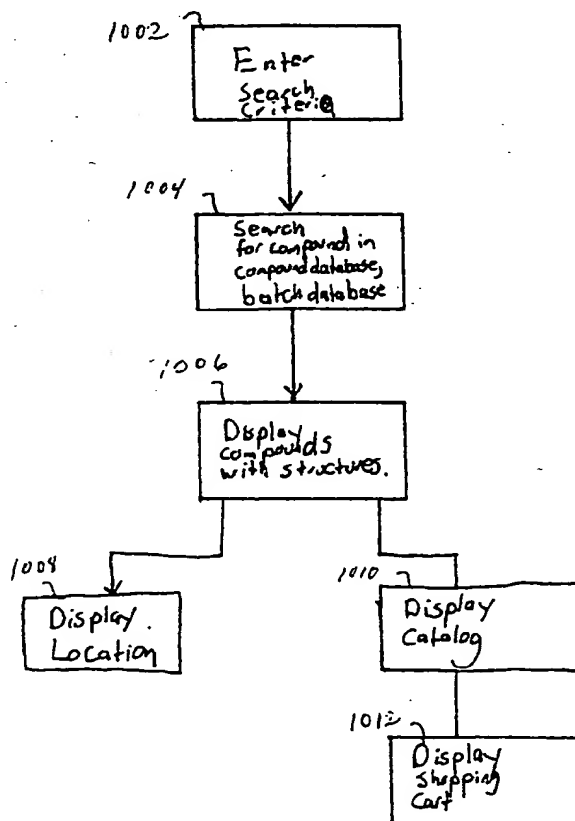 1002
Enter
Search
Criteria
1004
Search
for compound in
compound database,
batch database
1006
Display
compounds
with structures.
1008
Display.
Location
1010
Display
Catalog
1012
Display
Shopping
Cart